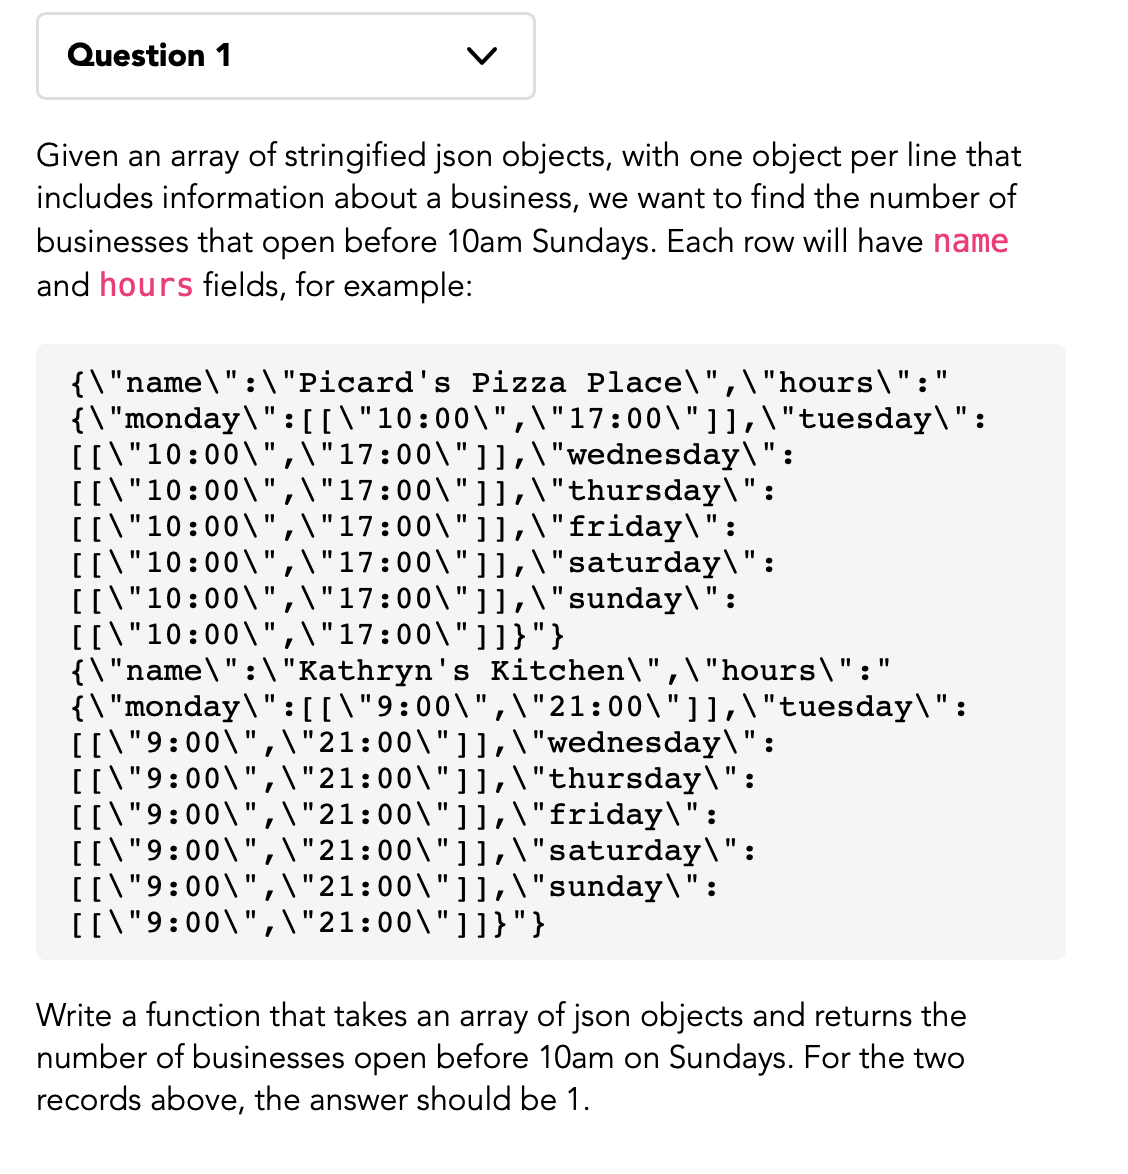 Question 1
Given an array of stringified json objects, with one object per line that
includes information about a business, we want to find the number of
businesses that open before 10am Sundays. Each row will have name
and hours fields, for example:
{\"name\":\"Picard's Pizza Place\",\"hours\":"
{\"monday\":[[\"10:00\",\"17:00\"]],\"tuesday\":
[[\"10:00\",\"17:00\"]],\"wednesday\":
[[\"10:00\",\"17:00\"]],\"thursday\":
[[\"10:00\",\"17:00\"]],\"friday\":
[[\"10:00\",\"17:00\"]],\"saturday\":
[[\"10:00\",\"17:00\"]],\"sunday\":
[[\"10:00\",\"17:00\"]]}"}
{\"name\":\"Kathryn's Kitchen\",\"hours\":"
{\"monday\":[[\"9:00\",\"21:00\"]],\"tuesday\":
[[\"9:00\",\"21:00\"]],\"wednesday\":
[[\"9:00\",\"21:00\"]],\"thursday\":
[[\"9:00\",\"21:00\"]],\"friday\":
[[\"9:00\",\"21:00\"]],\"saturday\":
[[\"9:00\",\"21:00\"]],\"sunday\":
[[\"9:00\",\"21:00\"]]}"}
Write a function that takes an array of json objects and returns the
number of businesses open before 10am on Sundays. For the two
records above, the answer should be 1.